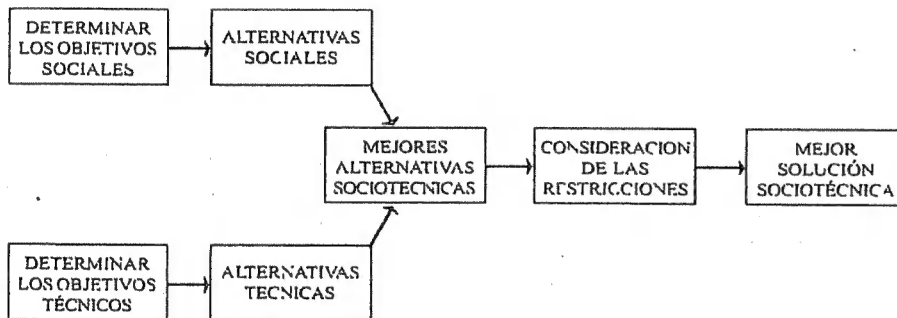 DETERMINAR
LOS OBJETIVOS
SOCIALES
ALTERNATIVAS
SOCIALES
MEJORES
ALTERNATIVAS
SOCIOTECNICAS
CONSIDERACION
DE LAS
RESTRICCIONES
MEJOR
SOLUCIÓN
SOCIOTÉCNICA
DETERMINAR
LOS OBJETIVOS
TÉCNICOS
ALTERNATIVAS
TECNICAS